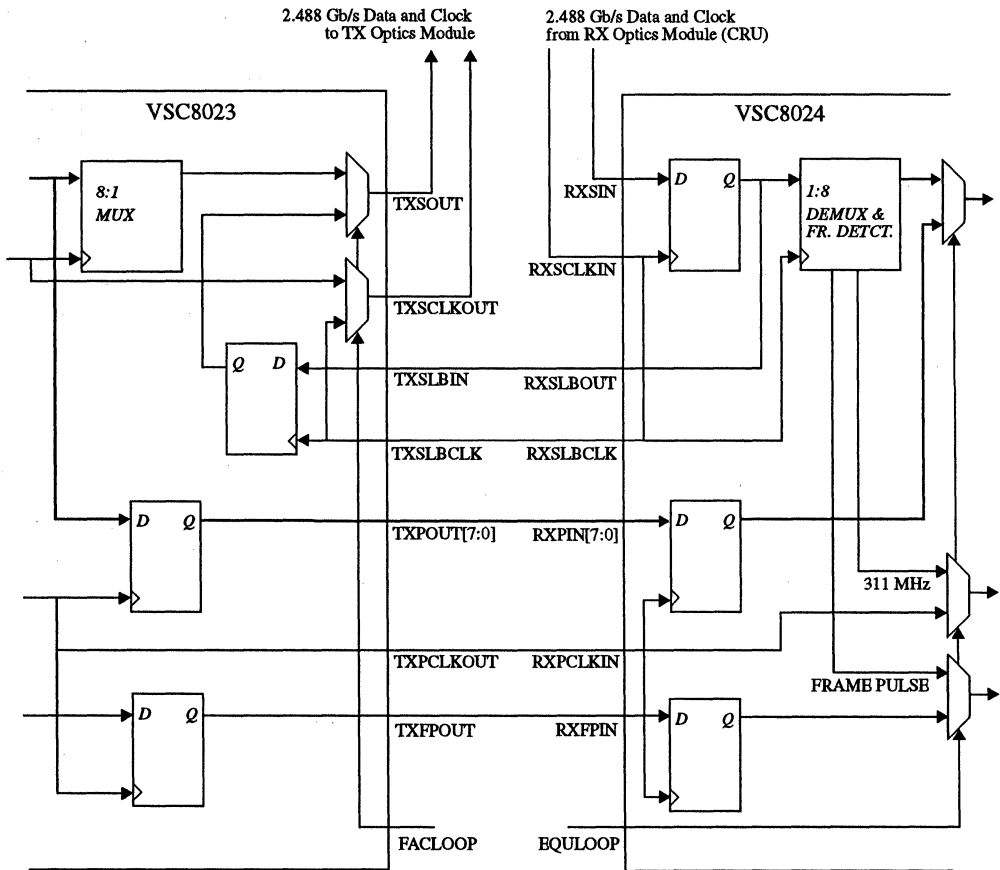 2.488 Gb/s Data and Clock
to TX Optics Module
2.488 Gb/s Data and Clock
from RX Optics Module (CRU)
VSC8023
VSC8024
8:1
MUX
TXSOUT
TXSCLKOUT
RXSIN
RXSCLKIN
D Q
1:8
DEMUX &
FR. DETCT.
Q D
TXSLBIN
RXSLBOUT
TXSLBCLK
RXSLBCLK
D Q
TXPOUT[7:0]
RXPIN[7:0]
D Q
311 MHz
TXPCLKOUT
RXPCLKIN
FRAME PULSE
D Q
TXFPOUT
RXFPIN
D Q
FACLOOP
EQULOOP